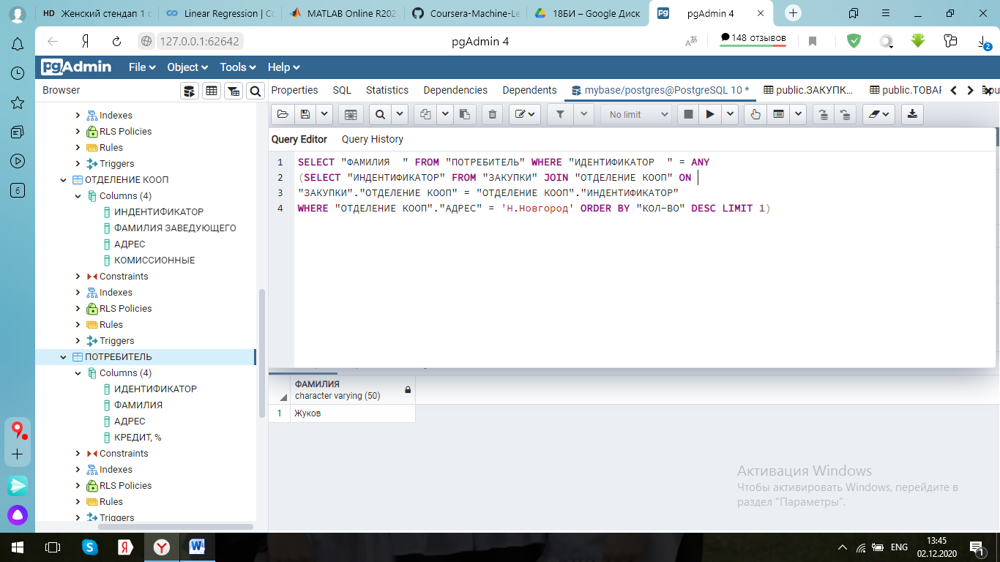 HD Женский стендап 1 с
Linear Regression | Co
MATLAB Online R202
Coursera-Machine-Le
18БИ – Google Диск
pgAdmin 4
127.0.0.1:62642
pgAdmin 4
148 отзывов
2
pgAdmin
File
Object
Tools
Help
Browser
Properties
SQL
Statistics
Dependencies
Dependents
mybase/postgres@PostgreSQL 10 *
public.ЗАКУПК...
public.ТОВАР
pu
No limit
Indexes
RLS Policies
Rules
Triggers
ОТДЕЛЕНИЕ КООП
Columns (4)
ИНДЕНТИФИКАТОР
ФАМИЛИЯ ЗАВЕДУЮЩЕГО
АДРЕС
КОМИССИОННЫЕ
Constraints
Indexes
RLS Policies
Rules
Triggers
ПОТРЕБИТЕЛЬ
Columns (4)
ИДЕНТИФИКАТОР
ФАМИЛИЯ
АДРЕС
КРЕДИТ, %
Constraints
Indexes
RLS Policies
Rules
Triggers
6
Query Editor
Query History
1 SELECT "ФАМИЛИЯ  " FROM "ПОТРЕБИТЕЛЬ" WHERE "ИДЕНТИФИКАТОР  " = ANY
2 (SELECT "ИНДЕНТИФИКАТОР" FROM "ЗАКУПКИ" JOIN "ОТДЕЛЕНИЕ КООП" ON
3 "ЗАКУПКИ"."ОТДЕЛЕНИЕ КООП" = "ОТДЕЛЕНИЕ КООП"."ИНДЕНТИФИКАТОР"
4 WHERE "ОТДЕЛЕНИЕ КООП"."АДРЕС" = 'Н.Новгород' ORDER BY "КОЛ-ВО" DESC LIMIT 1)
ФАМИЛИЯ
character varying (50)
1 Жуков
Активация Windows
Чтобы активировать Windows, перейдите в
раздел "Параметры".
ENG
13:45
02.12.2020
1